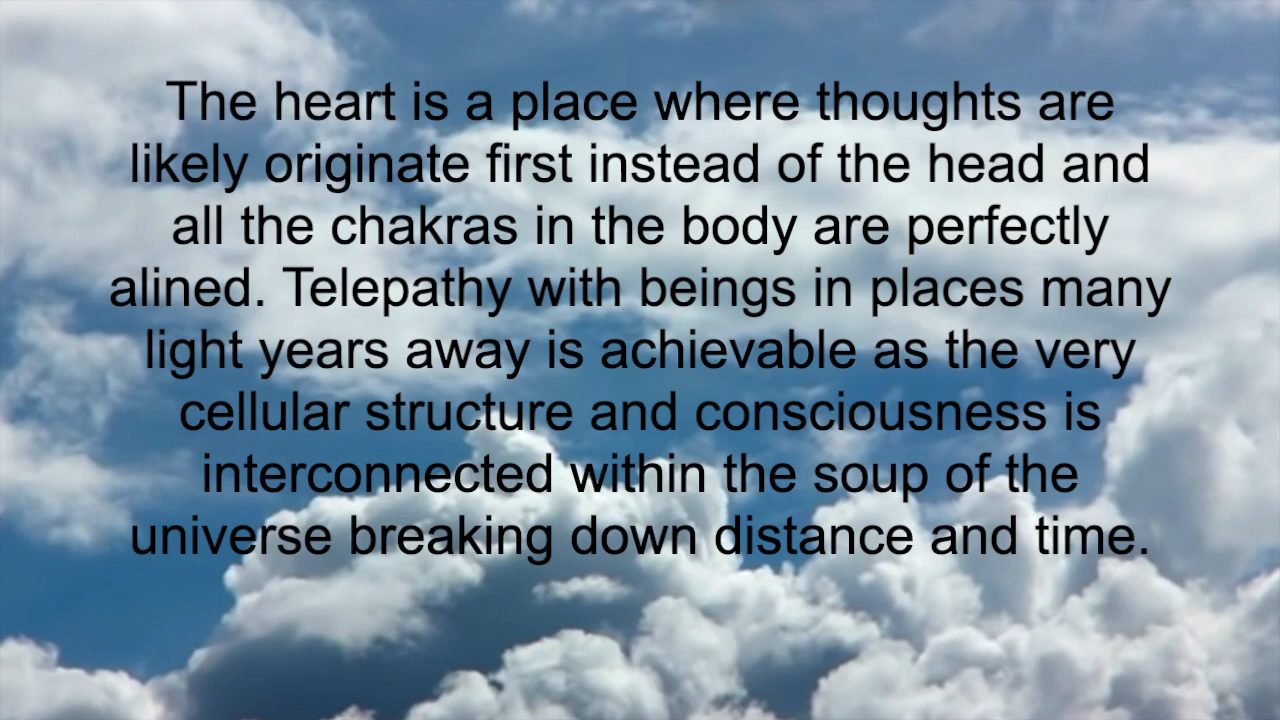 The heart is a place where thoughts are
likely originate first instead of the head and
all the chakras in the body are perfectly
alined. Telepathy with beings in places many
light years away is achievable as the very
cellular structure and consciousness is
interconnected within the soup of the
universe breaking down distance and time.